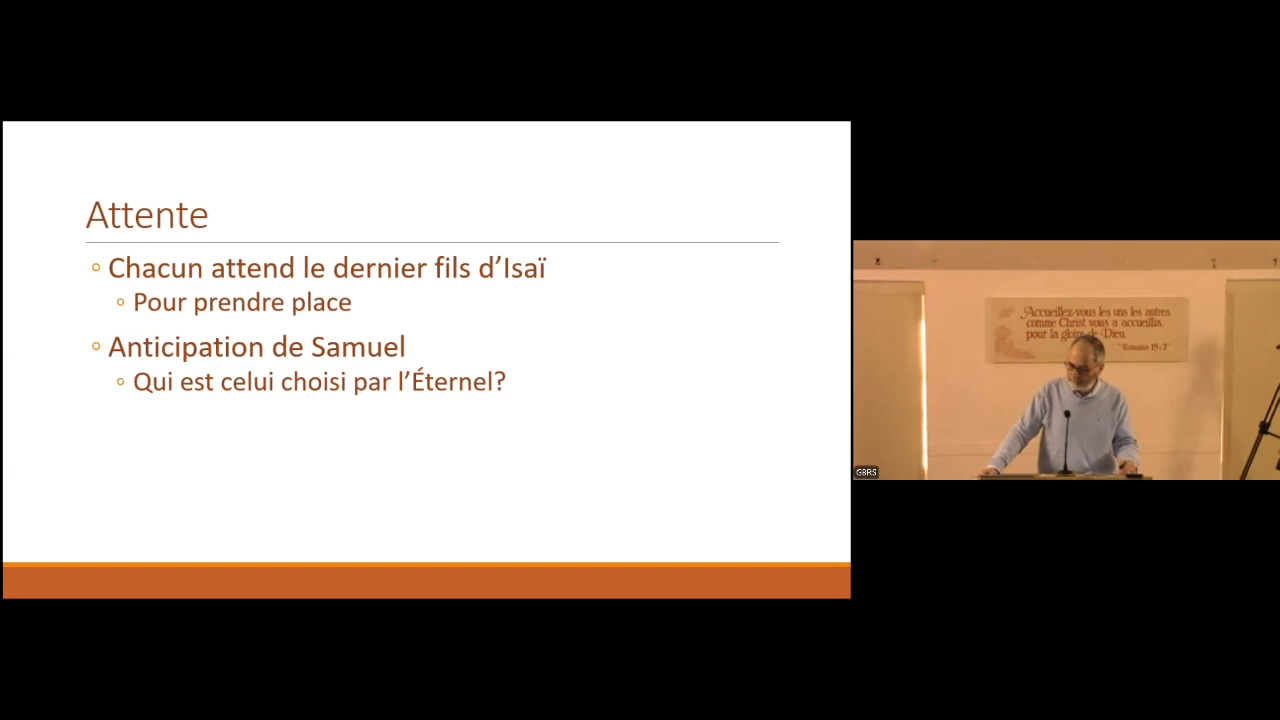 Attente
Chacun attend le dernier fils d’Isaï
Pour prendre place
Anticipation de Samuel
Qui est celui choisi par l’Éternel?
Accueillez-vous les uns les autres
comme Christ vous a accueillis,
pour la gloire de Dieu.
Romains 15:7
GBRS